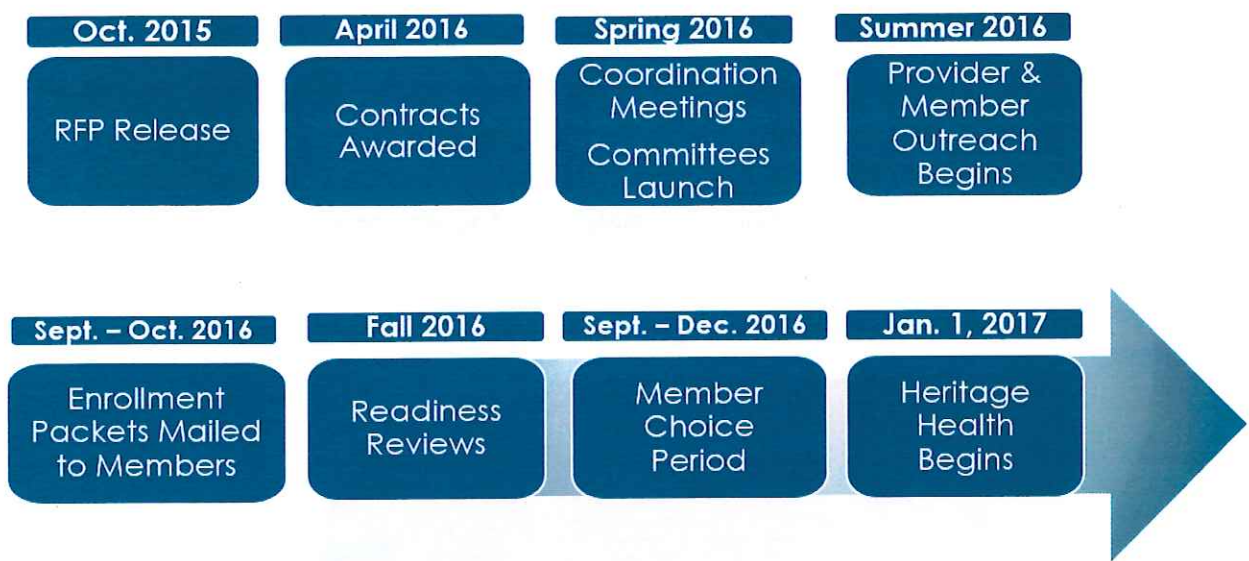 Oct. 2015
RFP Release
April 2016
Contracts
Awarded
Spring 2016
Coordination
Meetings
Committees
Launch
Summer 2016
Provider &
Member
Outreach
Begins
Sept. – Oct. 2016
Enrollment
Packets Mailed
to Members
Fall 2016
Readiness
Reviews
Sept. – Dec. 2016
Member
Choice
Period
Jan. 1, 2017
Heritage
Health
Begins